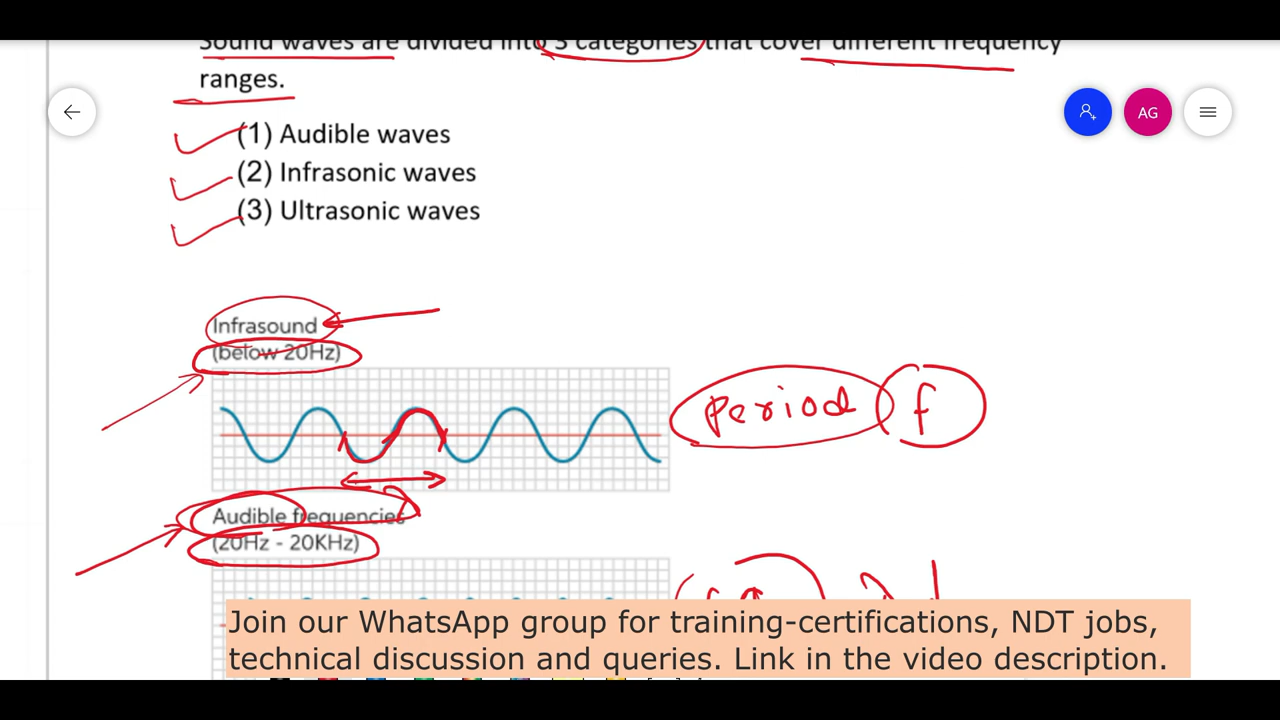 Sound waves are divided into 3 categories that cover different frequency
ranges.
(1) Audible waves
(2) Infrasonic waves
(3) Ultrasonic waves
AG
Infrasound
(below 20Hz)
Period f
Audible frequencies
(20Hz - 20KHz)
Join our WhatsApp group for training-certifications, NDT jobs,
technical discussion and queries. Link in the video description.